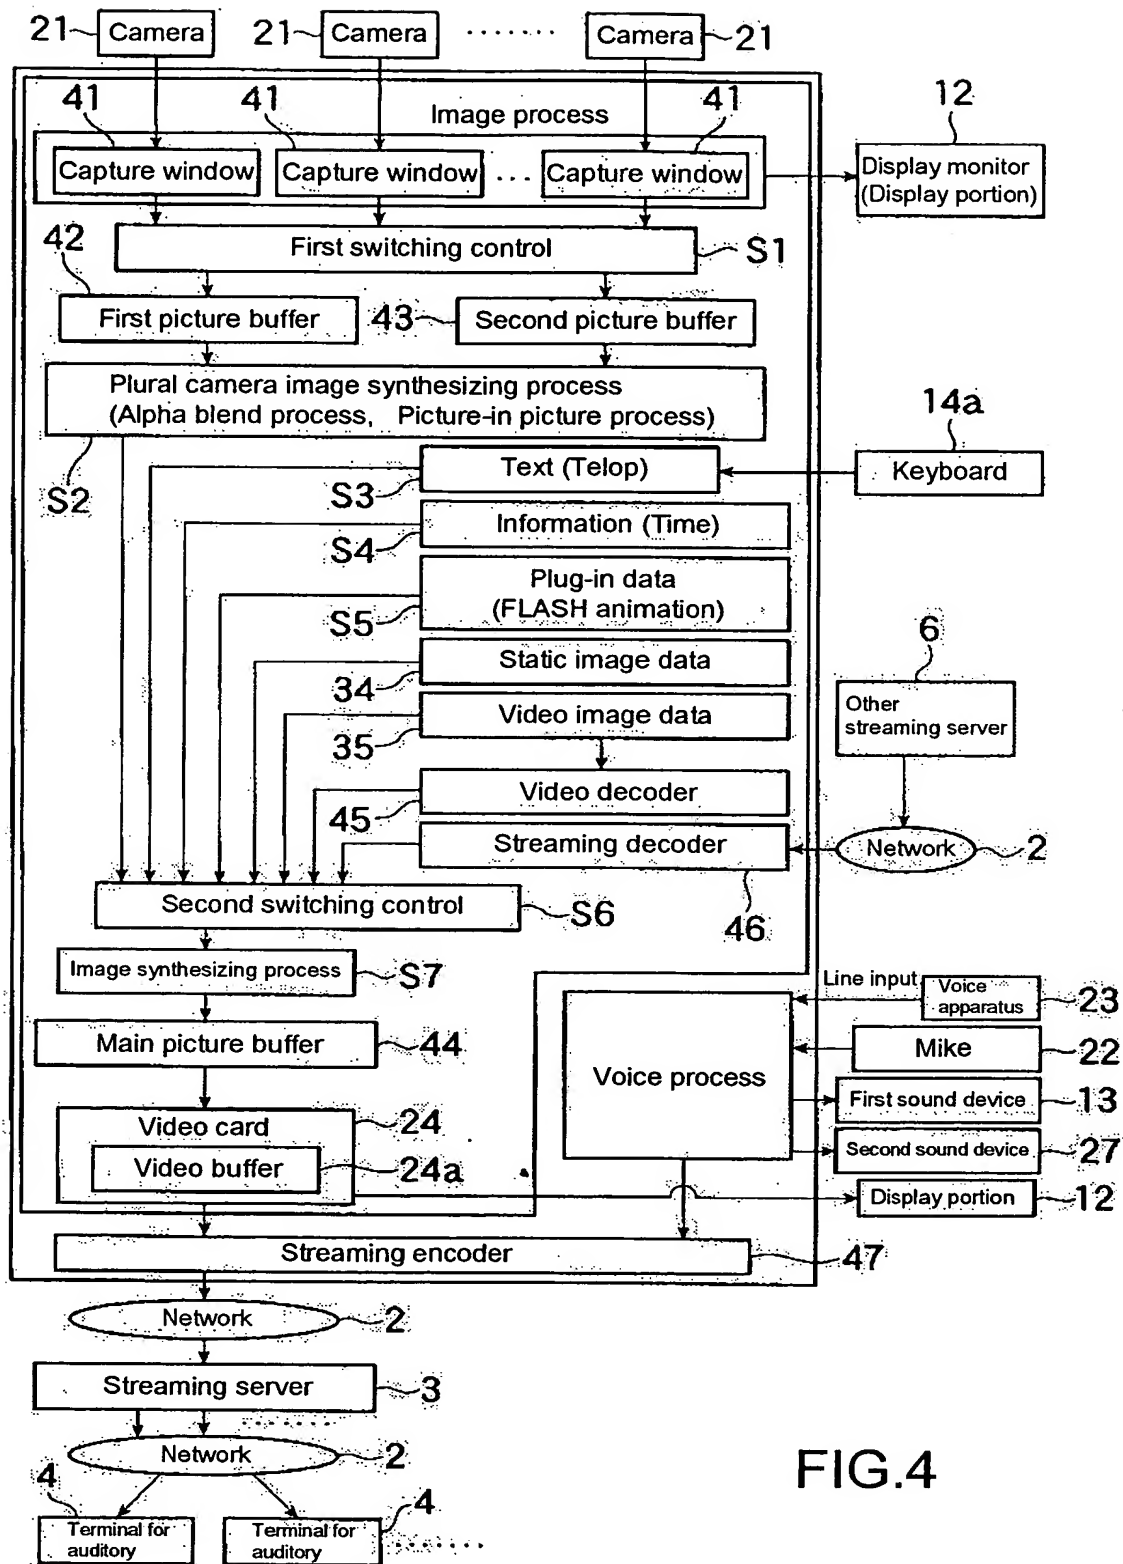 21 Camera 21 Camera Camera 21
Image process
41 41 41 12
Capture window Capture window ... Capture window
Display monitor
(Display portion)
First switching control S1
42 First picture buffer 43 Second picture buffer
Plural camera image synthesizing process
(Alpha blend process, Picture-in picture process)
S2
14a
Text (Telop) Keyboard
S3
Information (Time)
S4
Plug-in data
(FLASH animation)
S5
Static image data
34
6
Other
streaming server
Video image data
35
Video decoder
45
Streaming decoder Network 2
46
Second switching control S6
Image synthesizing process S7
Main picture buffer 44
Video card 24
Video buffer 24a
Voice process
Line input Voice
apparatus 23
Mike 22
First sound device 13
Second sound device 27
Display portion 12
Streaming encoder 47
Network 2
Streaming server 3
Network 2
4 Terminal for
auditory
Terminal for
auditory 4
FIG.4